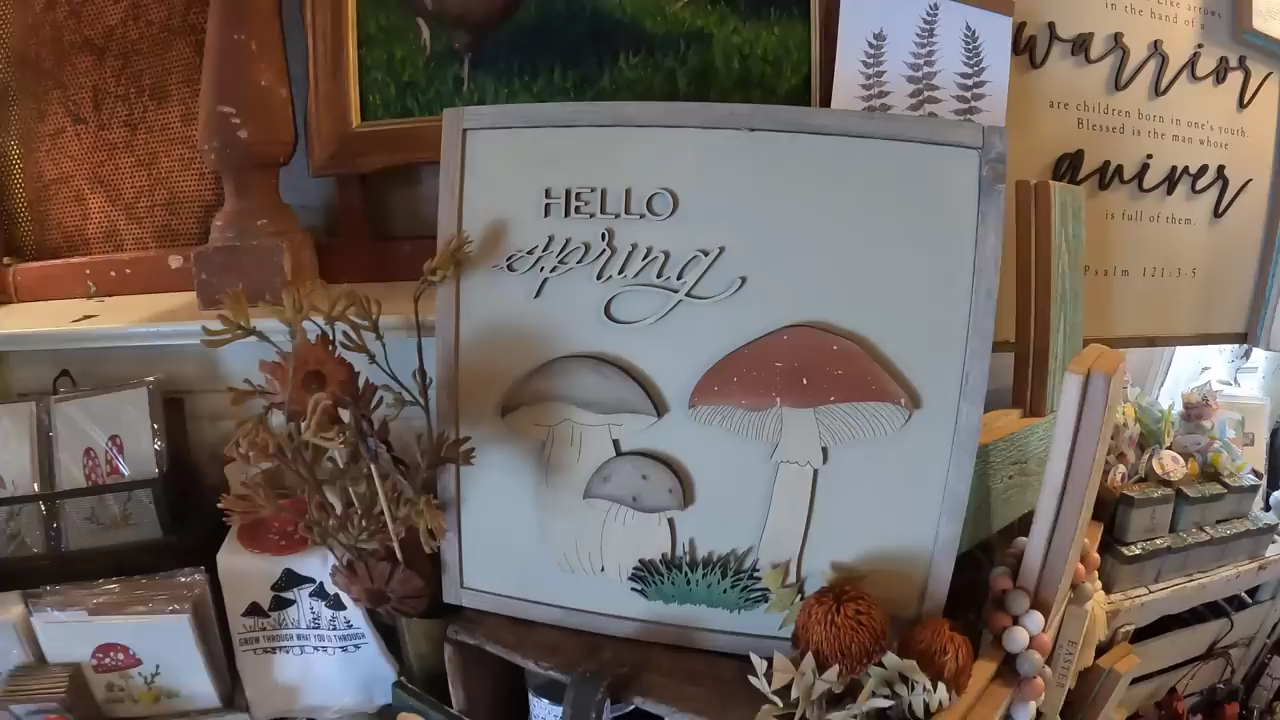 HELLO
spring
Like arrows
in the hand of a
warrior
are children born in one's youth.
Blessed is the man whose
quiver
is full of them.
Psalm 121:3-5
GROW THROUGH WHAT YOU GO THROUGH
EASTER